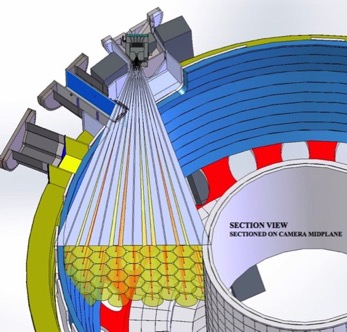 SECTION VIEW
SECTIONED ON CAMERA MIDPLANE